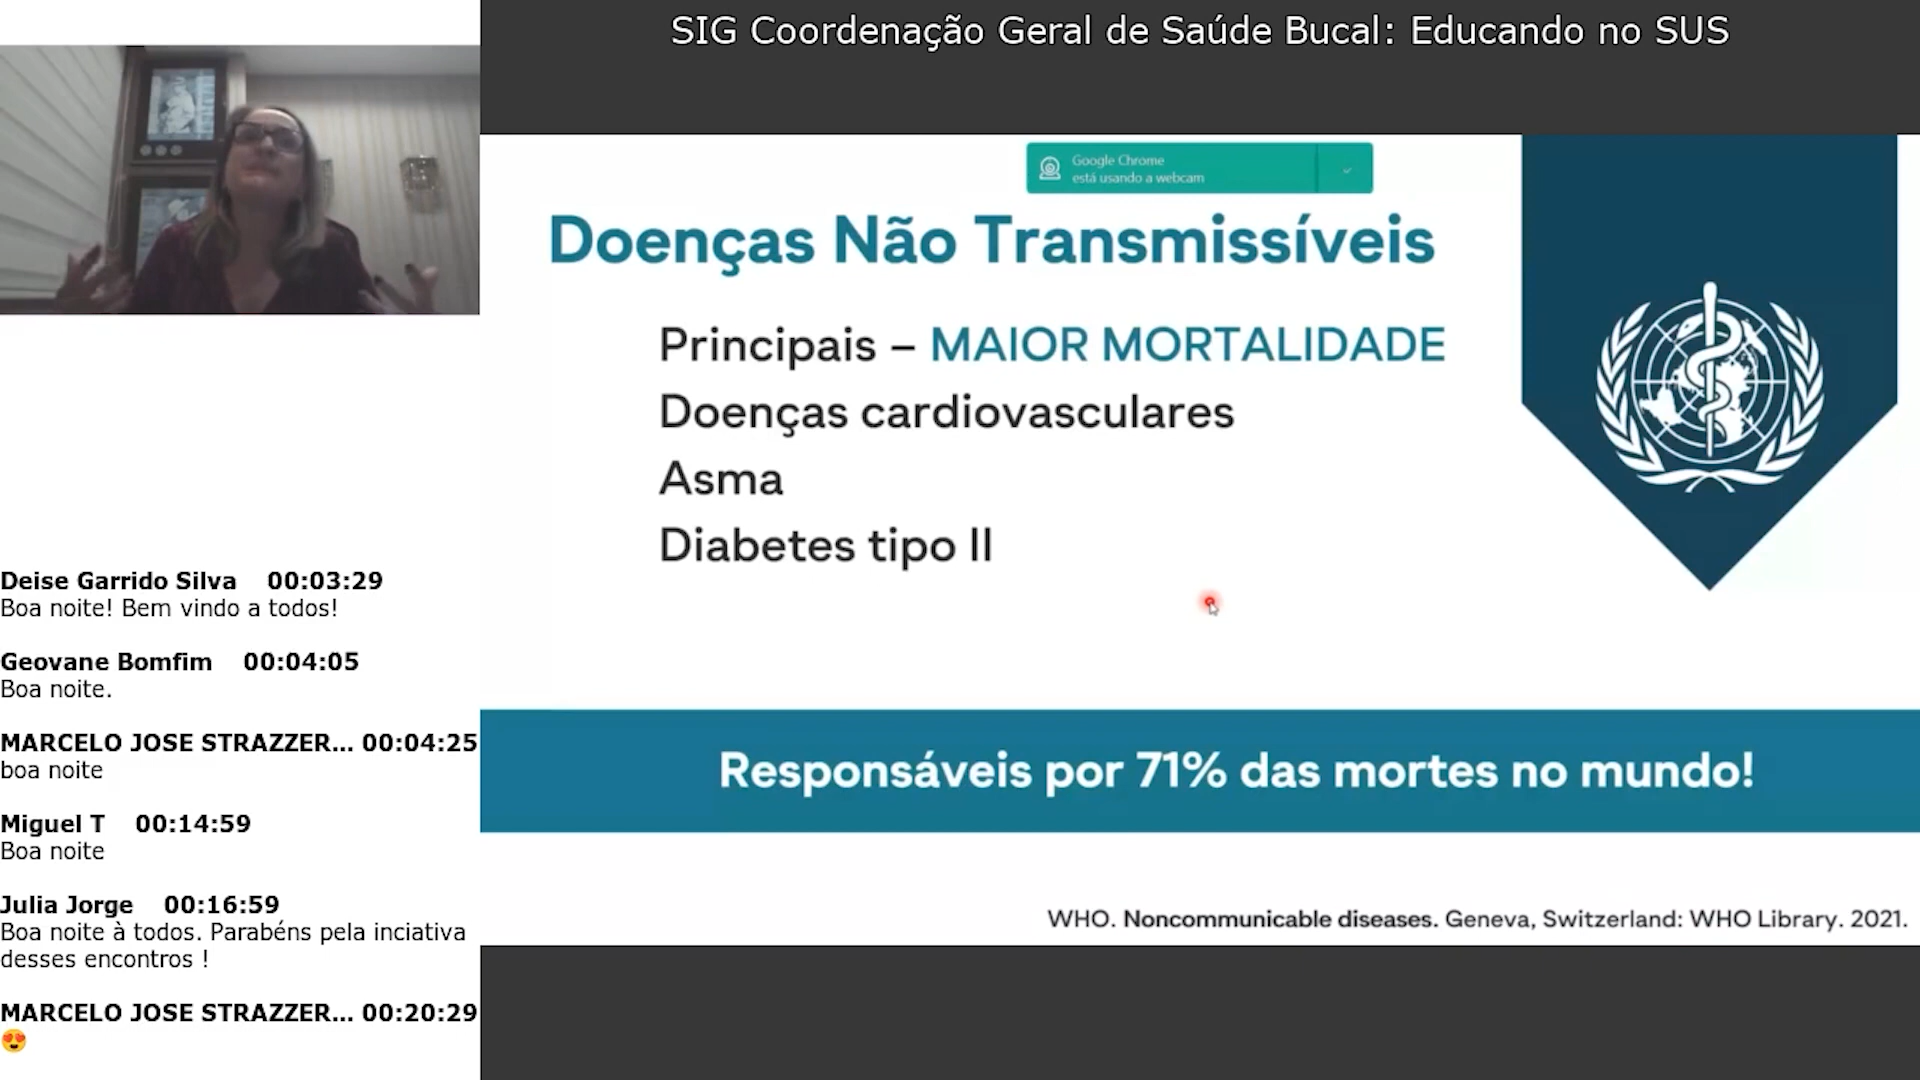 SIG Coordenação Geral de Saúde Bucal: Educando no SUS
Google Chrome
está usando a webcam
Doenças Não Transmissíveis
Principais – MAIOR MORTALIDADE
Doenças cardiovasculares
Asma
Diabetes tipo II
Responsáveis por 71% das mortes no mundo!
WHO. Noncommunicable diseases. Geneva, Switzerland: WHO Library. 2021.
Deise Garrido Silva 00:03:29
Boa noite! Bem vindo a todos!
Geovane Bomfim 00:04:05
Boa noite.
MARCELO JOSE STRAZZER... 00:04:25
boa noite
Miguel T 00:14:59
Boa noite
Julia Jorge 00:16:59
Boa noite à todos. Parabéns pela inciativa
desses encontros !
MARCELO JOSE STRAZZER... 00:20:29
😍